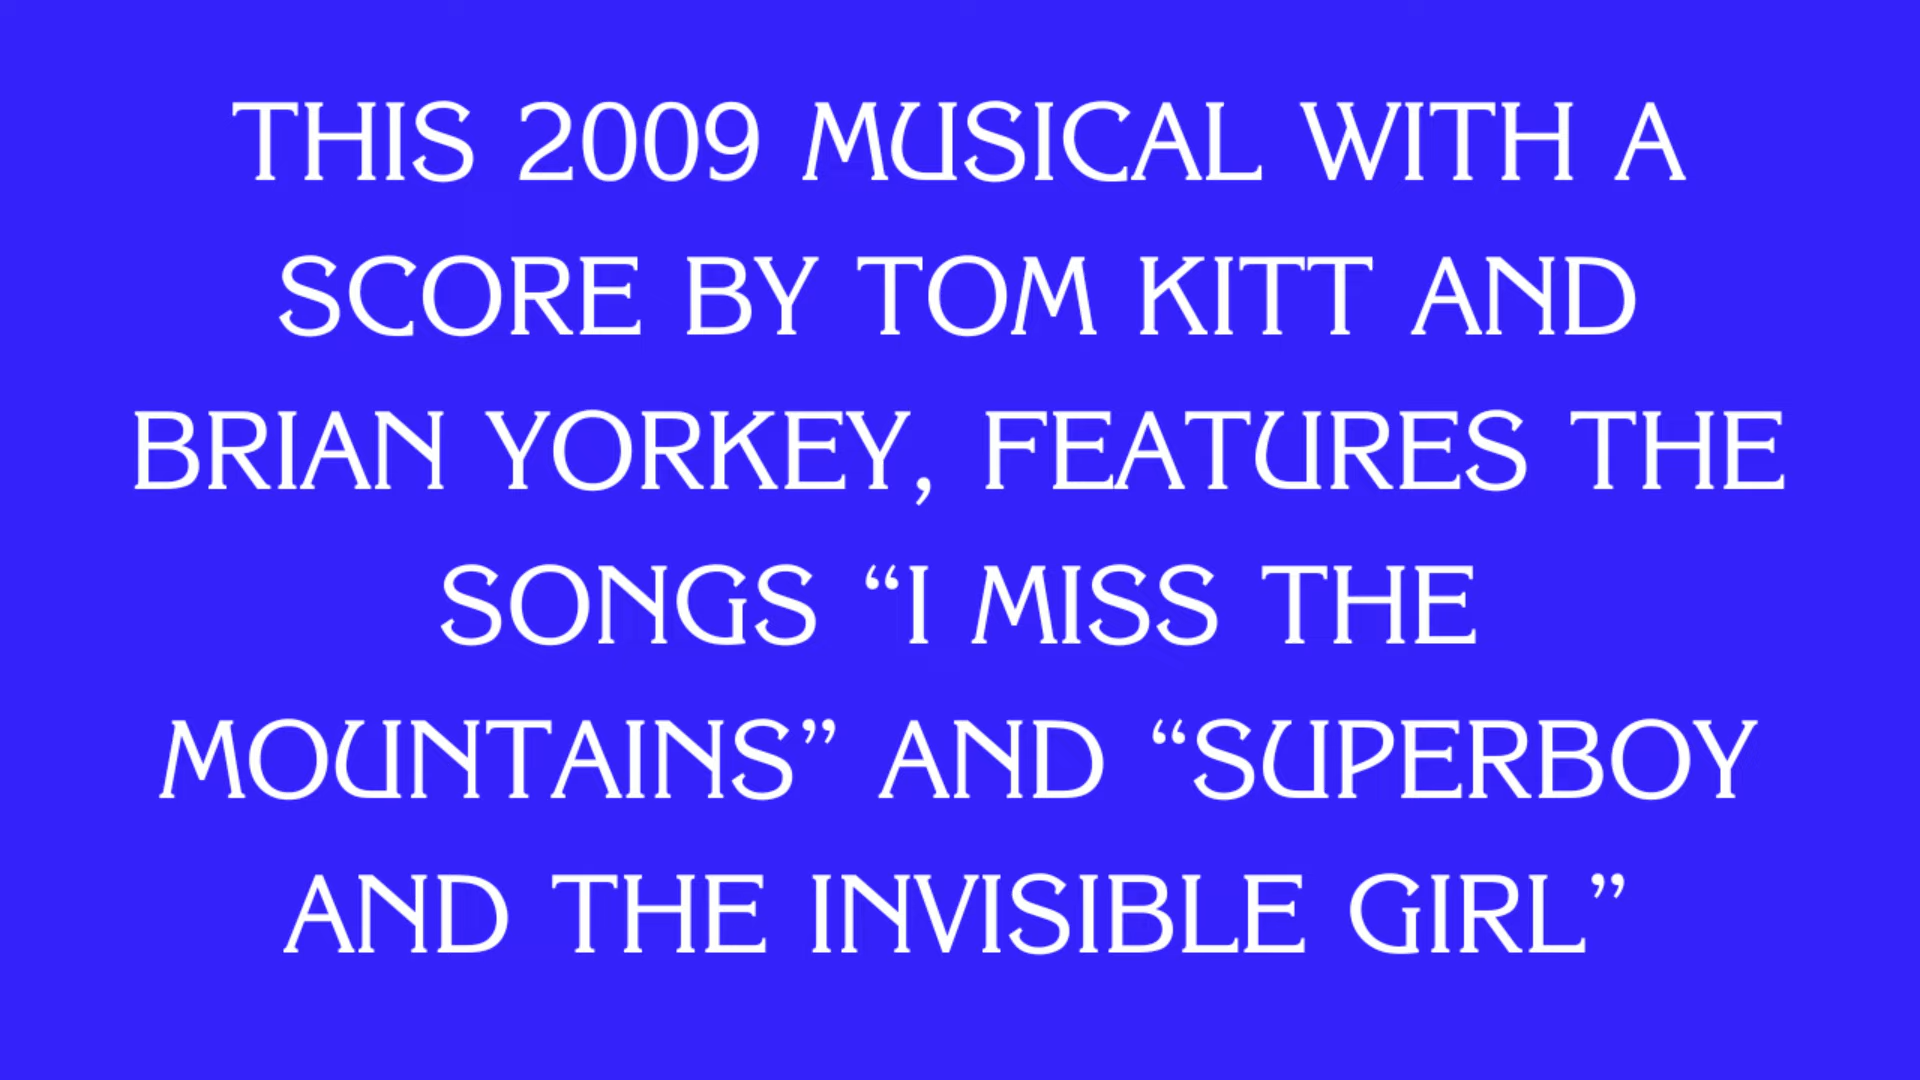 THIS 2009 MUSICAL WITH A
SCORE BY TOM KITT AND
BRIAN YORKEY, FEATURES THE
SONGS “I MISS THE
MOUNTAINS” AND “SUPERBOY
AND THE INVISIBLE GIRL”